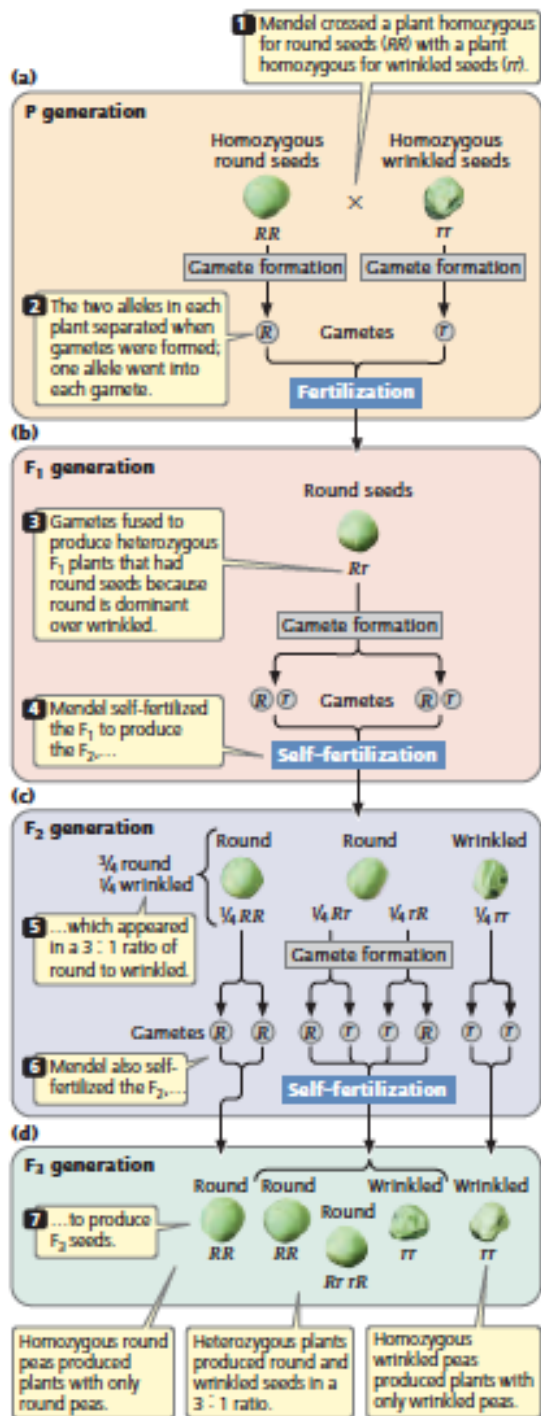 1 Mendel crossed a plant homozygous
for round seeds (RR) with a plant
homozygous for wrinkled seeds (rr).
(a)
P generation
Homozygous
round seeds
Homozygous
wrinkled seeds
×
RR
rr
Gamete formation
Gamete formation
2 The two alleles in each
plant separated when
gametes were formed;
one allele went into
each gamete.
R
Gametes
r
Fertilization
(b)
F1 generation
Round seeds
3 Gametes fused to
produce heterozygous
F1 plants that had
round seeds because
round is dominant
over wrinkled.
Rr
Gamete formation
R r
Gametes
R r
4 Mendel self-fertilized
the F1 to produce
the F2,…
Self-fertilization
(c)
F2 generation
Round
Round
Wrinkled
¾ round
¼ wrinkled
¼ RR
¼ Rr
¼ rR
¼ rr
5 …which appeared
in a 3 : 1 ratio of
round to wrinkled.
Gamete formation
Gametes R R R r r R r r
6 Mendel also self-
fertilized the F2,…
Self-fertilization
(d)
F3 generation
Round
Round
Wrinkled
Wrinkled
Round
7 …to produce
F3 seeds.
RR
RR
Rr rR
rr
rr
Homozygous round
peas produced
plants with only
round peas.
Heterozygous plants
produced round and
wrinkled seeds in a
3 : 1 ratio.
Homozygous
wrinkled peas
produced plants with
only wrinkled peas.